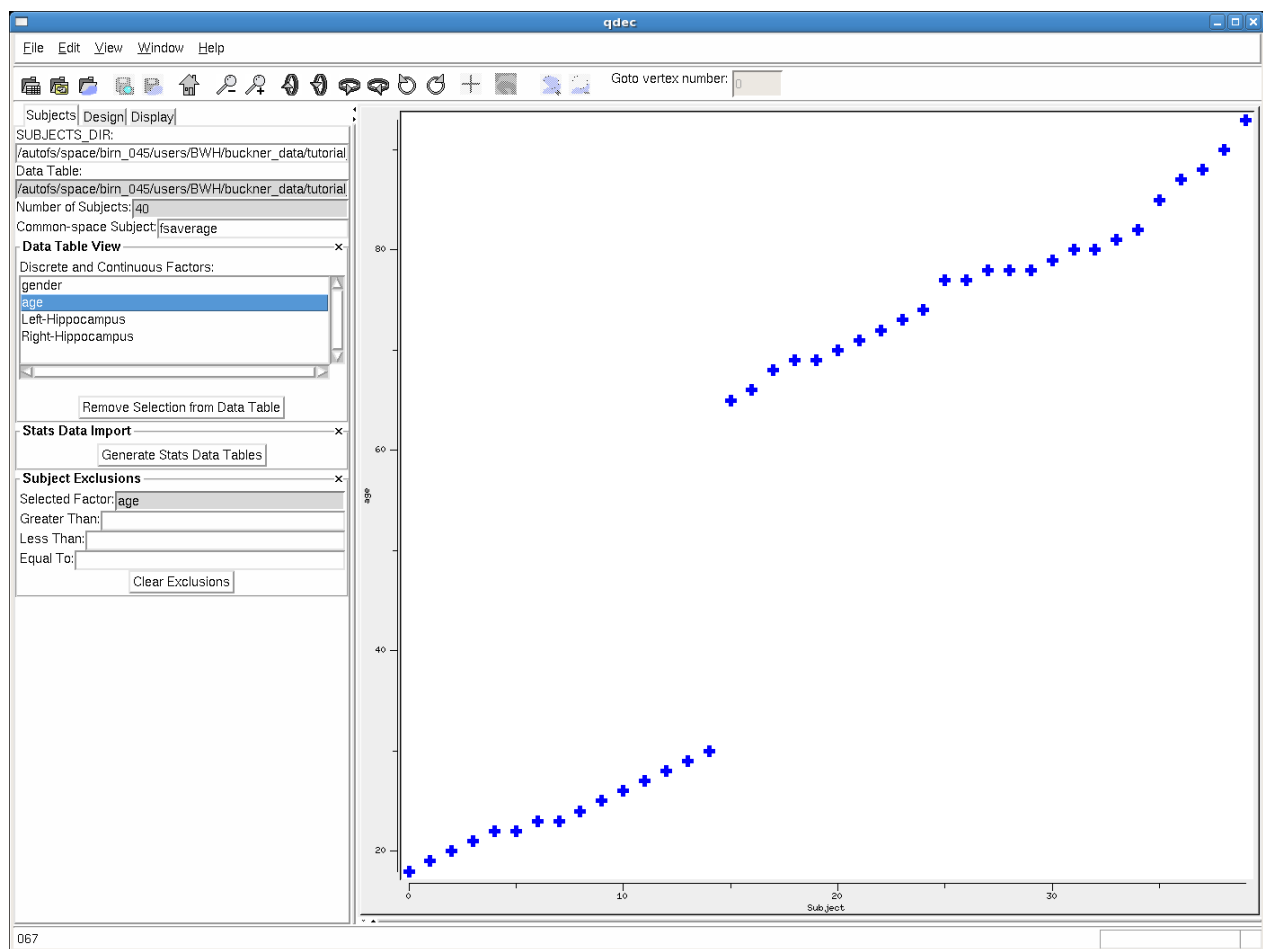 qdec
File Edit View Window Help
Goto vertex number: 0
Subjects Design Display
SUBJECTS_DIR:
/autofs/space/birn_045/users/BWH/buckner_data/tutorial_
Data Table:
/autofs/space/birn_045/users/BWH/buckner_data/tutorial_
Number of Subjects: 40
Common-space Subject: fsaverage
Data Table View
Discrete and Continuous Factors:
gender
age
Left-Hippocampus
Right-Hippocampus
Remove Selection from Data Table
Stats Data Import
Generate Stats Data Tables
Subject Exclusions
Selected Factor: age
Greater Than:
Less Than:
Equal To:
Clear Exclusions
80
60
age
40
20
0 10 20 30
Subject
067